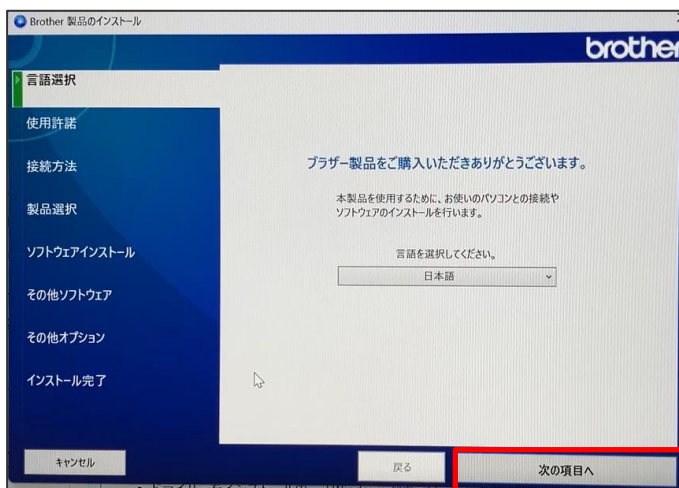 Brother 製品のインストール
brother
言語選択
使用許諾
接続方法
製品選択
ソフトウェアインストール
その他ソフトウェア
その他オプション
インストール完了
ブラザー製品をご購入いただきありがとうございます。
本製品を使用するために、お使いのパソコンとの接続や
ソフトウェアのインストールを行います。
言語を選択してください。
日本語
キャンセル
戻る
次の項目へ